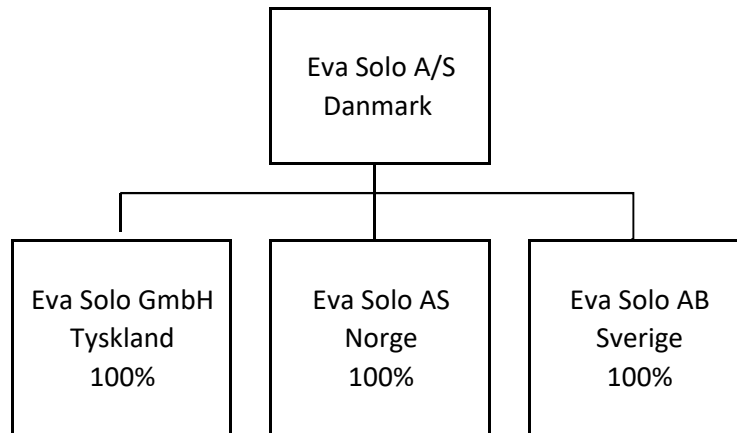 Eva Solo A/S
Danmark
Eva Solo GmbH
Tyskland
100%
Eva Solo AS
Norge
100%
Eva Solo AB
Sverige
100%